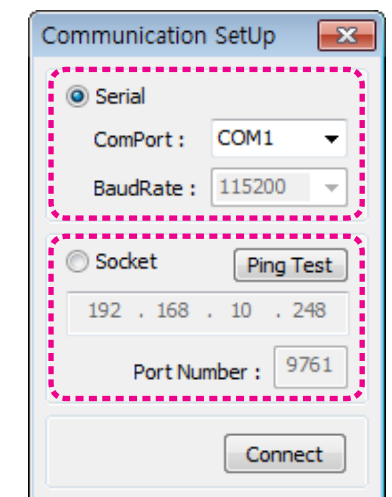 Communication SetUp
Serial
ComPort : COM1
BaudRate : 115200
Socket Ping Test
192 . 168 . 10 . 248
Port Number : 9761
Connect